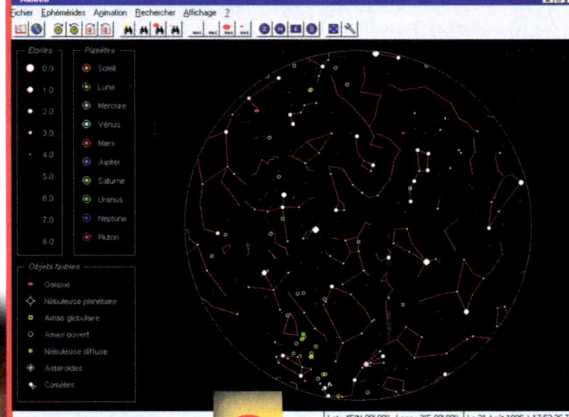 Fichier Ephémérides Animation Rechercher Affichage ?
Etoiles
0.0
1.0
2.0
3.0
4.0
5.0
6.0
7.0
8.0
Planètes
Soleil
Lune
Mercure
Vénus
Mars
Jupiter
Saturne
Uranus
Neptune
Pluton
Objets faibles
Galaxie
Nébuleuse planétaire
Amas globulaire
Amas ouvert
Nébuleuse diffuse
Astéroïdes
Comètes